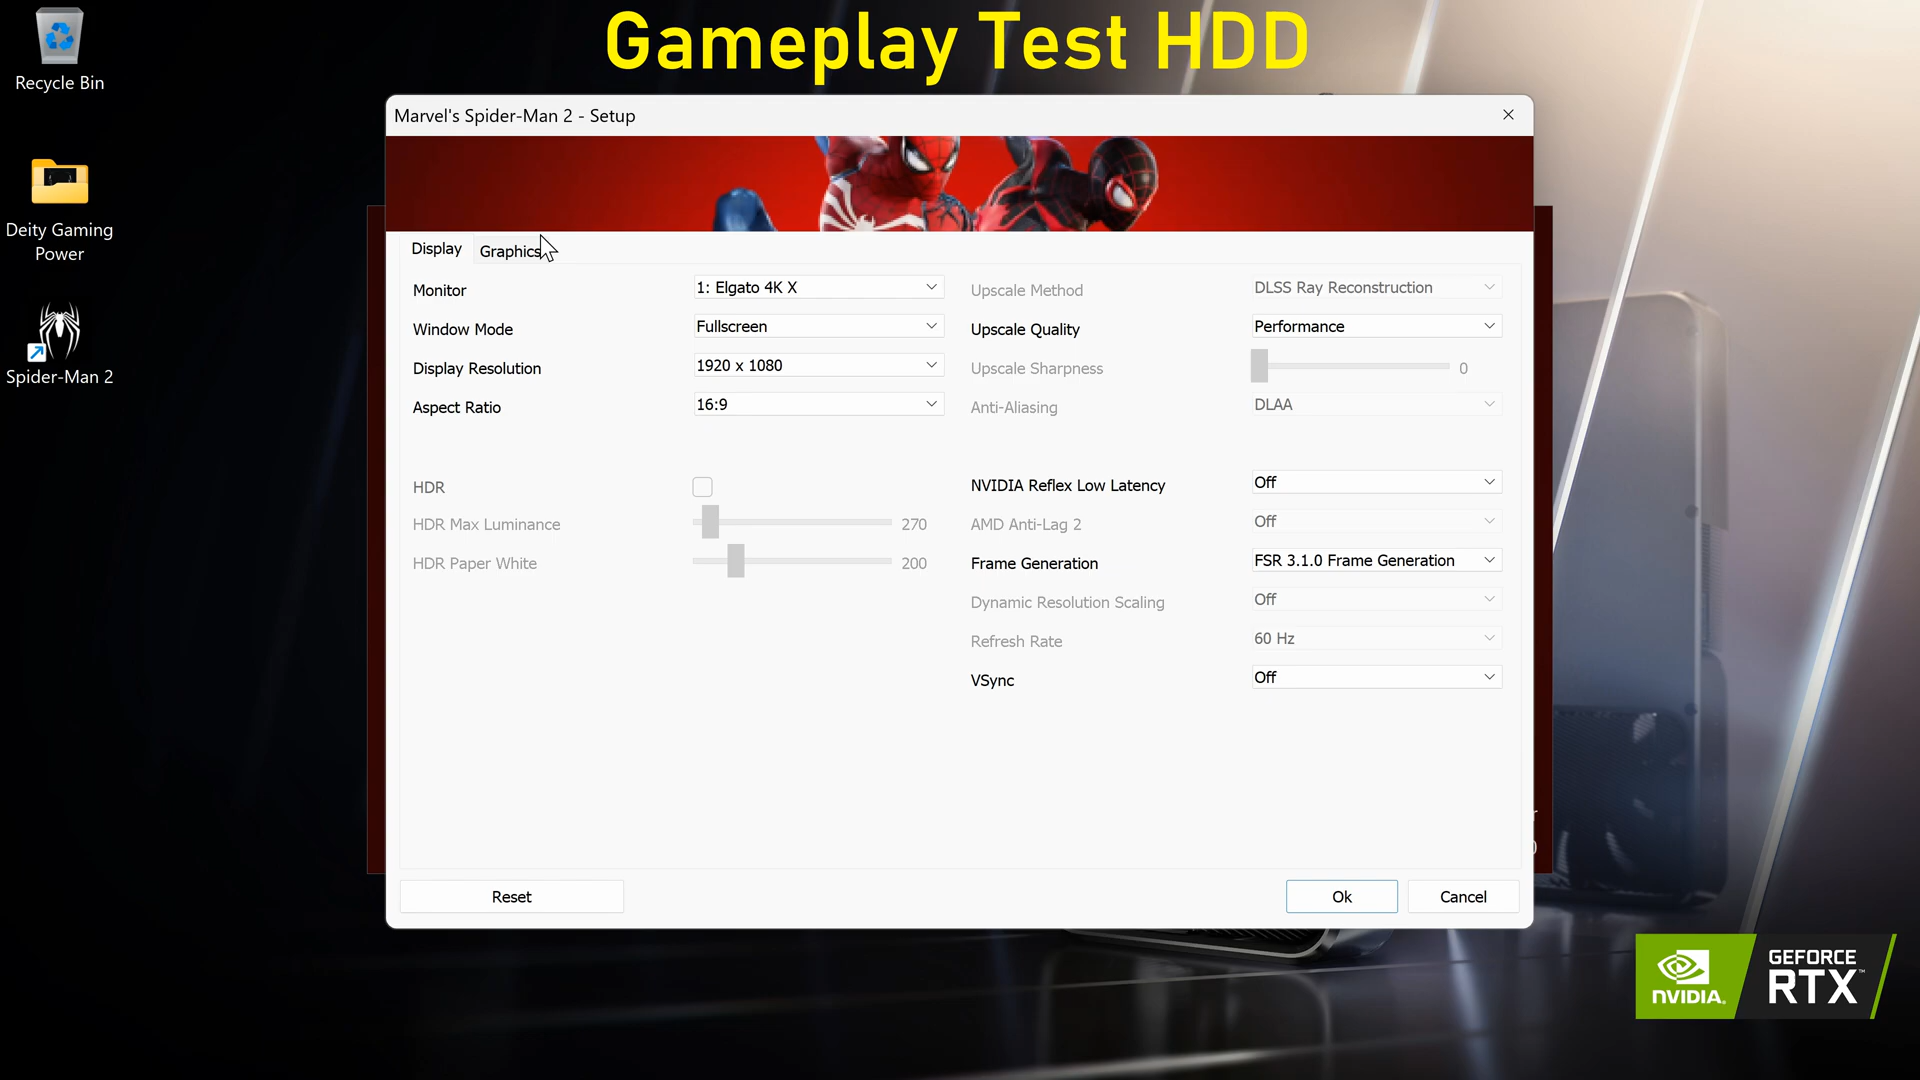 Gameplay Test HDD
Recycle Bin
Deity Gaming
Power
Spider-Man 2
Marvel's Spider-Man 2 - Setup
Display
Graphics
Monitor
1: Elgato 4K X
Window Mode
Fullscreen
Display Resolution
1920 x 1080
Aspect Ratio
16:9
HDR
HDR Max Luminance
270
HDR Paper White
200
Upscale Method
DLSS Ray Reconstruction
Upscale Quality
Performance
Upscale Sharpness
0
Anti-Aliasing
DLAA
NVIDIA Reflex Low Latency
Off
AMD Anti-Lag 2
Off
Frame Generation
FSR 3.1.0 Frame Generation
Dynamic Resolution Scaling
Off
Refresh Rate
60 Hz
VSync
Off
Reset
Ok
Cancel
NVIDIA.
GEFORCE
RTX™